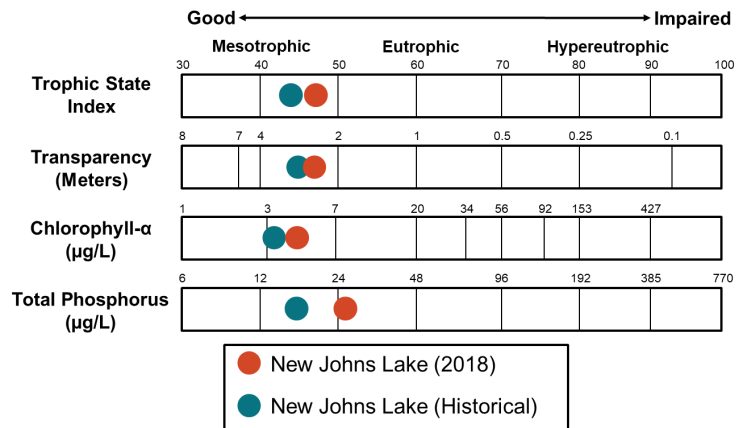 Good Impaired
Mesotrophic Eutrophic Hypereutrophic
30 40 50 60 70 80 90 100
Trophic State
Index
8 7 4 2 1 0.5 0.25 0.1
Transparency
(Meters)
1 3 7 20 34 56 92 153 427
Chlorophyll-α
(µg/L)
6 12 24 48 96 192 385 770
Total Phosphorus
(µg/L)
New Johns Lake (2018)
New Johns Lake (Historical)